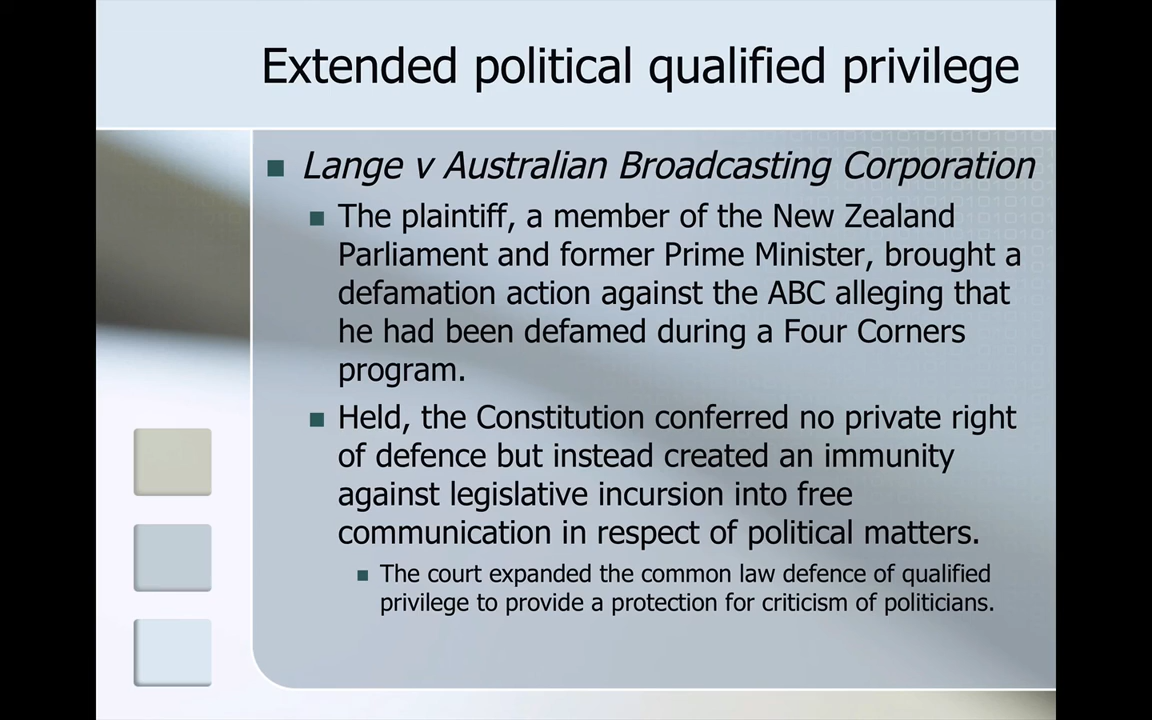 Extended political qualified privilege
Lange v Australian Broadcasting Corporation
The plaintiff, a member of the New Zealand
Parliament and former Prime Minister, brought a
defamation action against the ABC alleging that
he had been defamed during a Four Corners
program.
Held, the Constitution conferred no private right
of defence but instead created an immunity
against legislative incursion into free
communication in respect of political matters.
The court expanded the common law defence of qualified
privilege to provide a protection for criticism of politicians.